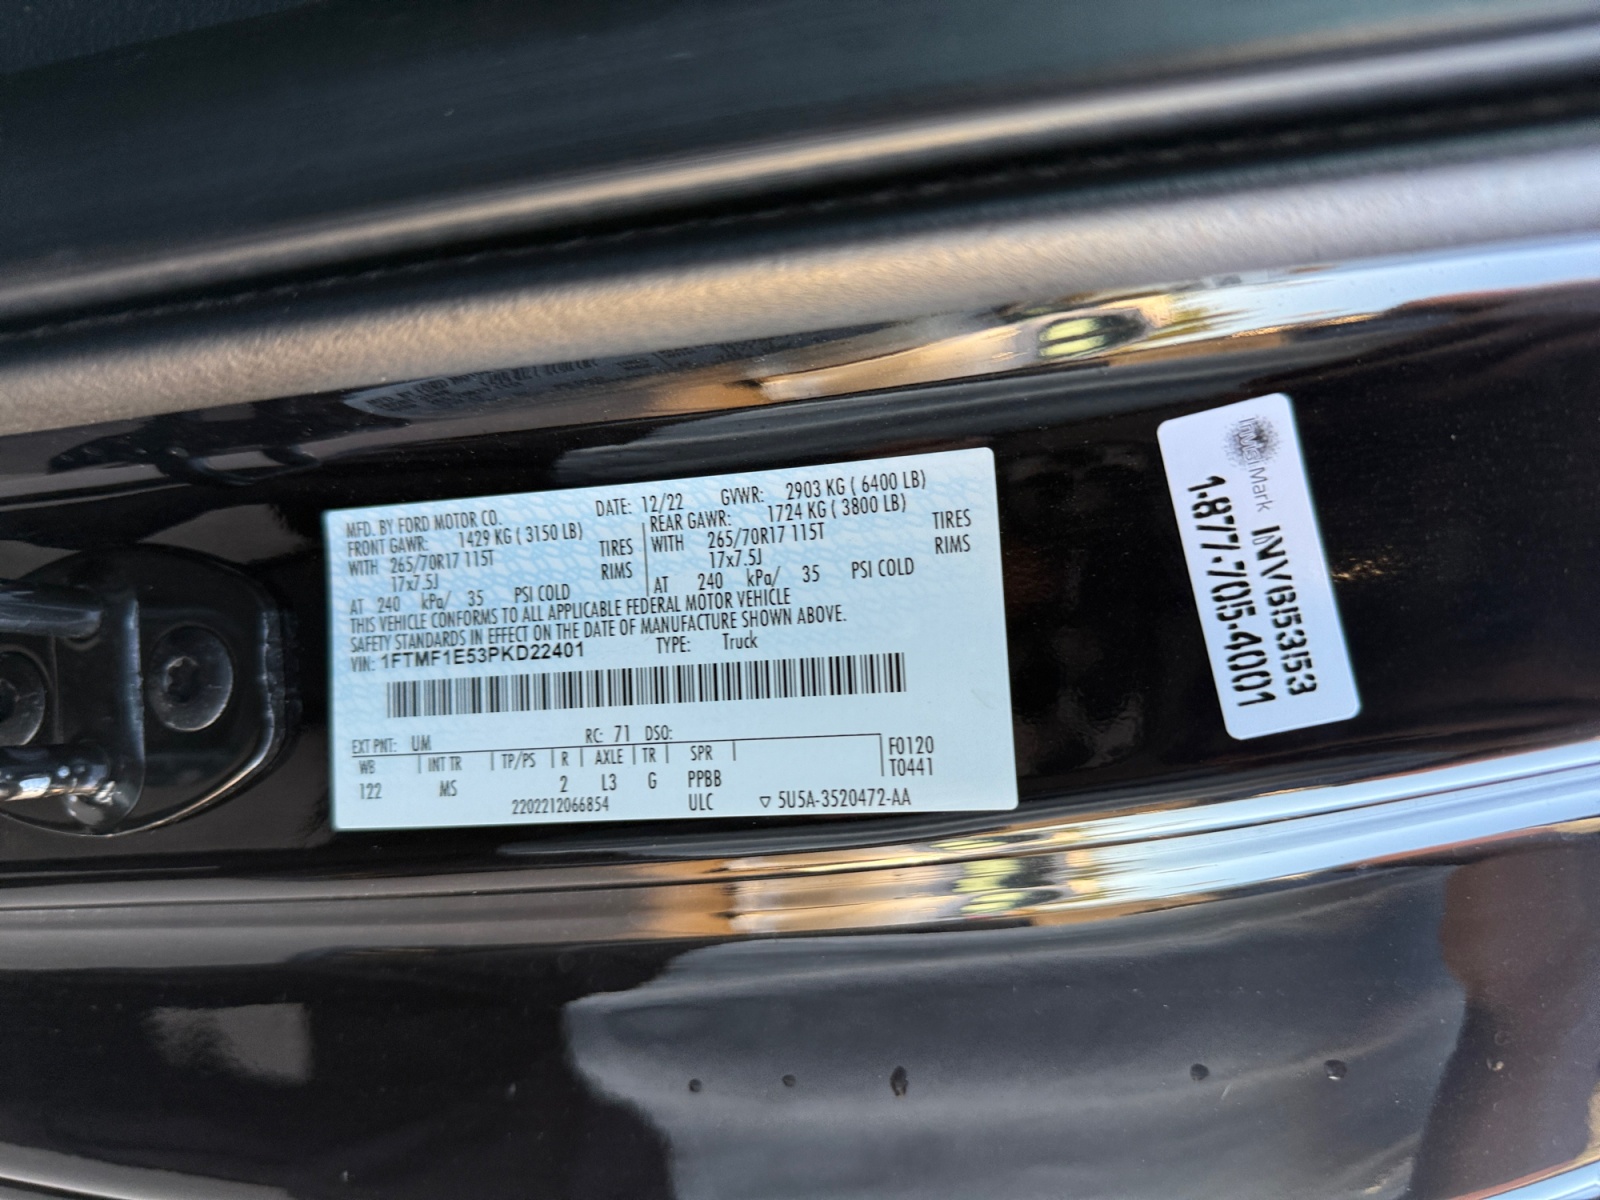 MFD. BY FORD MOTOR CO.
DATE: 12/22
GVWR: 2903 KG ( 6400 LB)
FRONT GAWR: 1429 KG ( 3150 LB)
WITH 265/70R17 115T TIRES
17x7.5J RIMS
AT 240 kPa/ 35 PSI COLD
REAR GAWR: 1724 KG ( 3800 LB)
WITH 265/70R17 115T TIRES
17x7.5J RIMS
AT 240 kPa/ 35 PSI COLD
THIS VEHICLE CONFORMS TO ALL APPLICABLE FEDERAL MOTOR VEHICLE
SAFETY STANDARDS IN EFFECT ON THE DATE OF MANUFACTURE SHOWN ABOVE.
VIN: 1FTMF1E53PKD22401 TYPE: Truck
EXT PNT: UM RC: 71 DSO:
WB INT TR TP/PS R AXLE TR SPR F0120
122 MS 2 L3 G PPBB T0441
2202212066854 ULC ▽ 5U5A-3520472-AA
InVisiMark INVB53153
1-877-705-4001